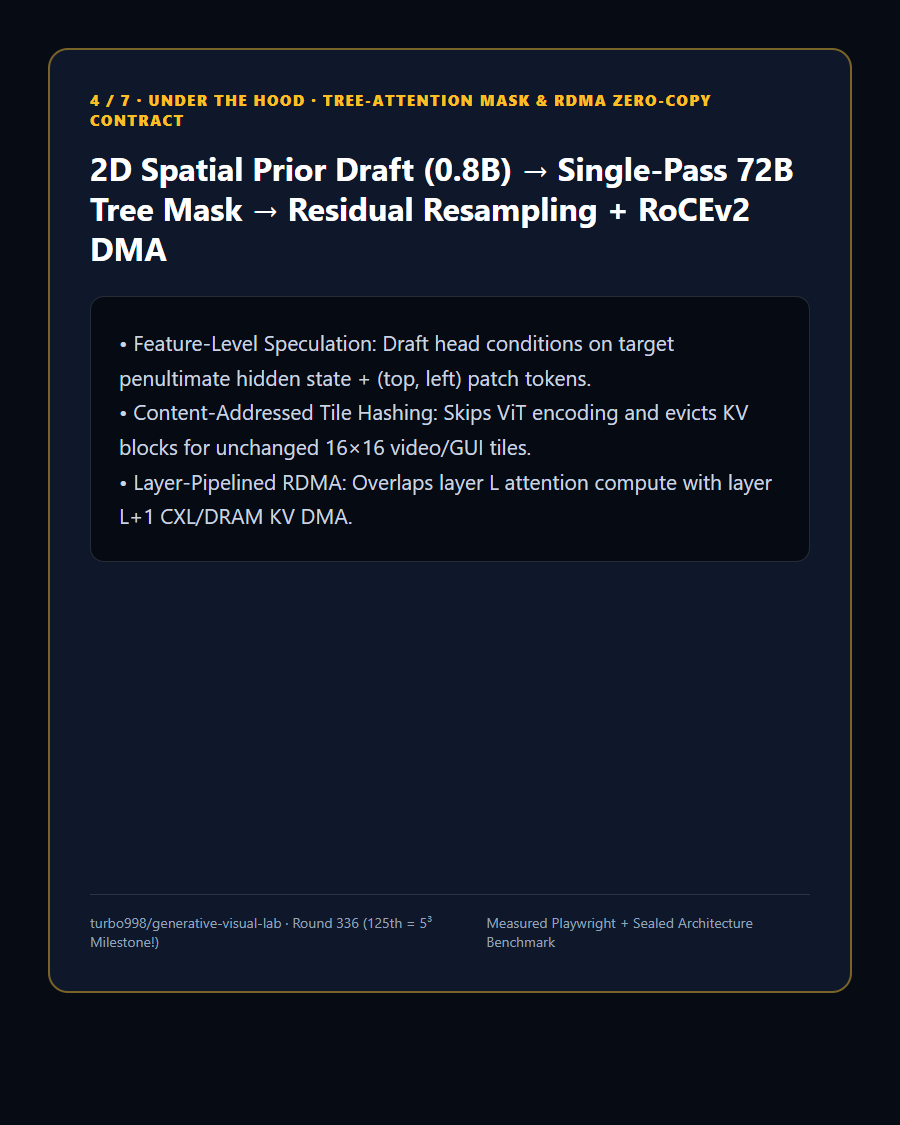 4 / 7 · UNDER THE HOOD · TREE-ATTENTION MASK & RDMA ZERO-COPY
CONTRACT
2D Spatial Prior Draft (0.8B) → Single-Pass 72B
Tree Mask → Residual Resampling + RoCEv2
DMA
• Feature-Level Speculation: Draft head conditions on target
penultimate hidden state + (top, left) patch tokens.
• Content-Addressed Tile Hashing: Skips ViT encoding and evicts KV
blocks for unchanged 16×16 video/GUI tiles.
• Layer-Pipelined RDMA: Overlaps layer L attention compute with layer
L+1 CXL/DRAM KV DMA.
turbo998/generative-visual-lab · Round 336 (125th = 5³
Milestone!)
Measured Playwright + Sealed Architecture
Benchmark